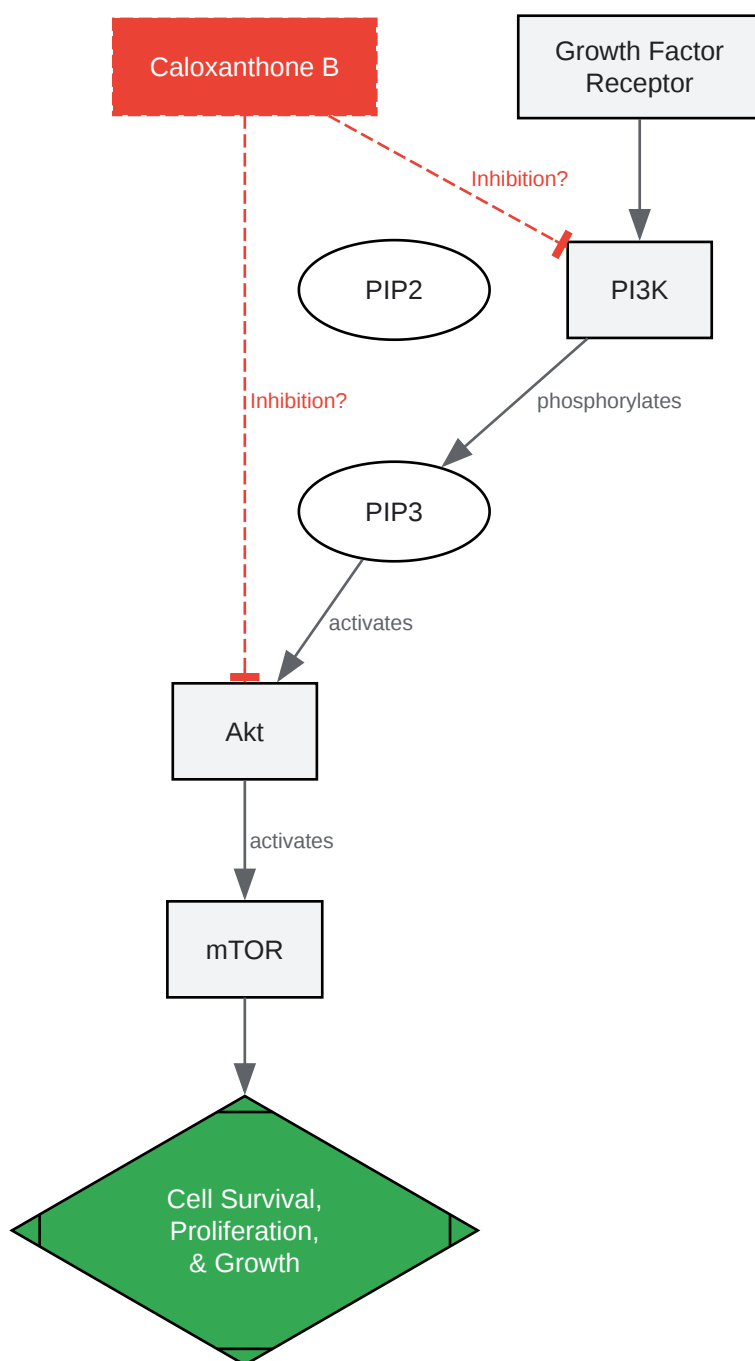 Caloxanthone B
Growth Factor
Receptor
Inhibition?
PIP2
PI3K
Inhibition?
phosphorylates
PIP3
activates
Akt
activates
mTOR
Cell Survival,
Proliferation,
& Growth